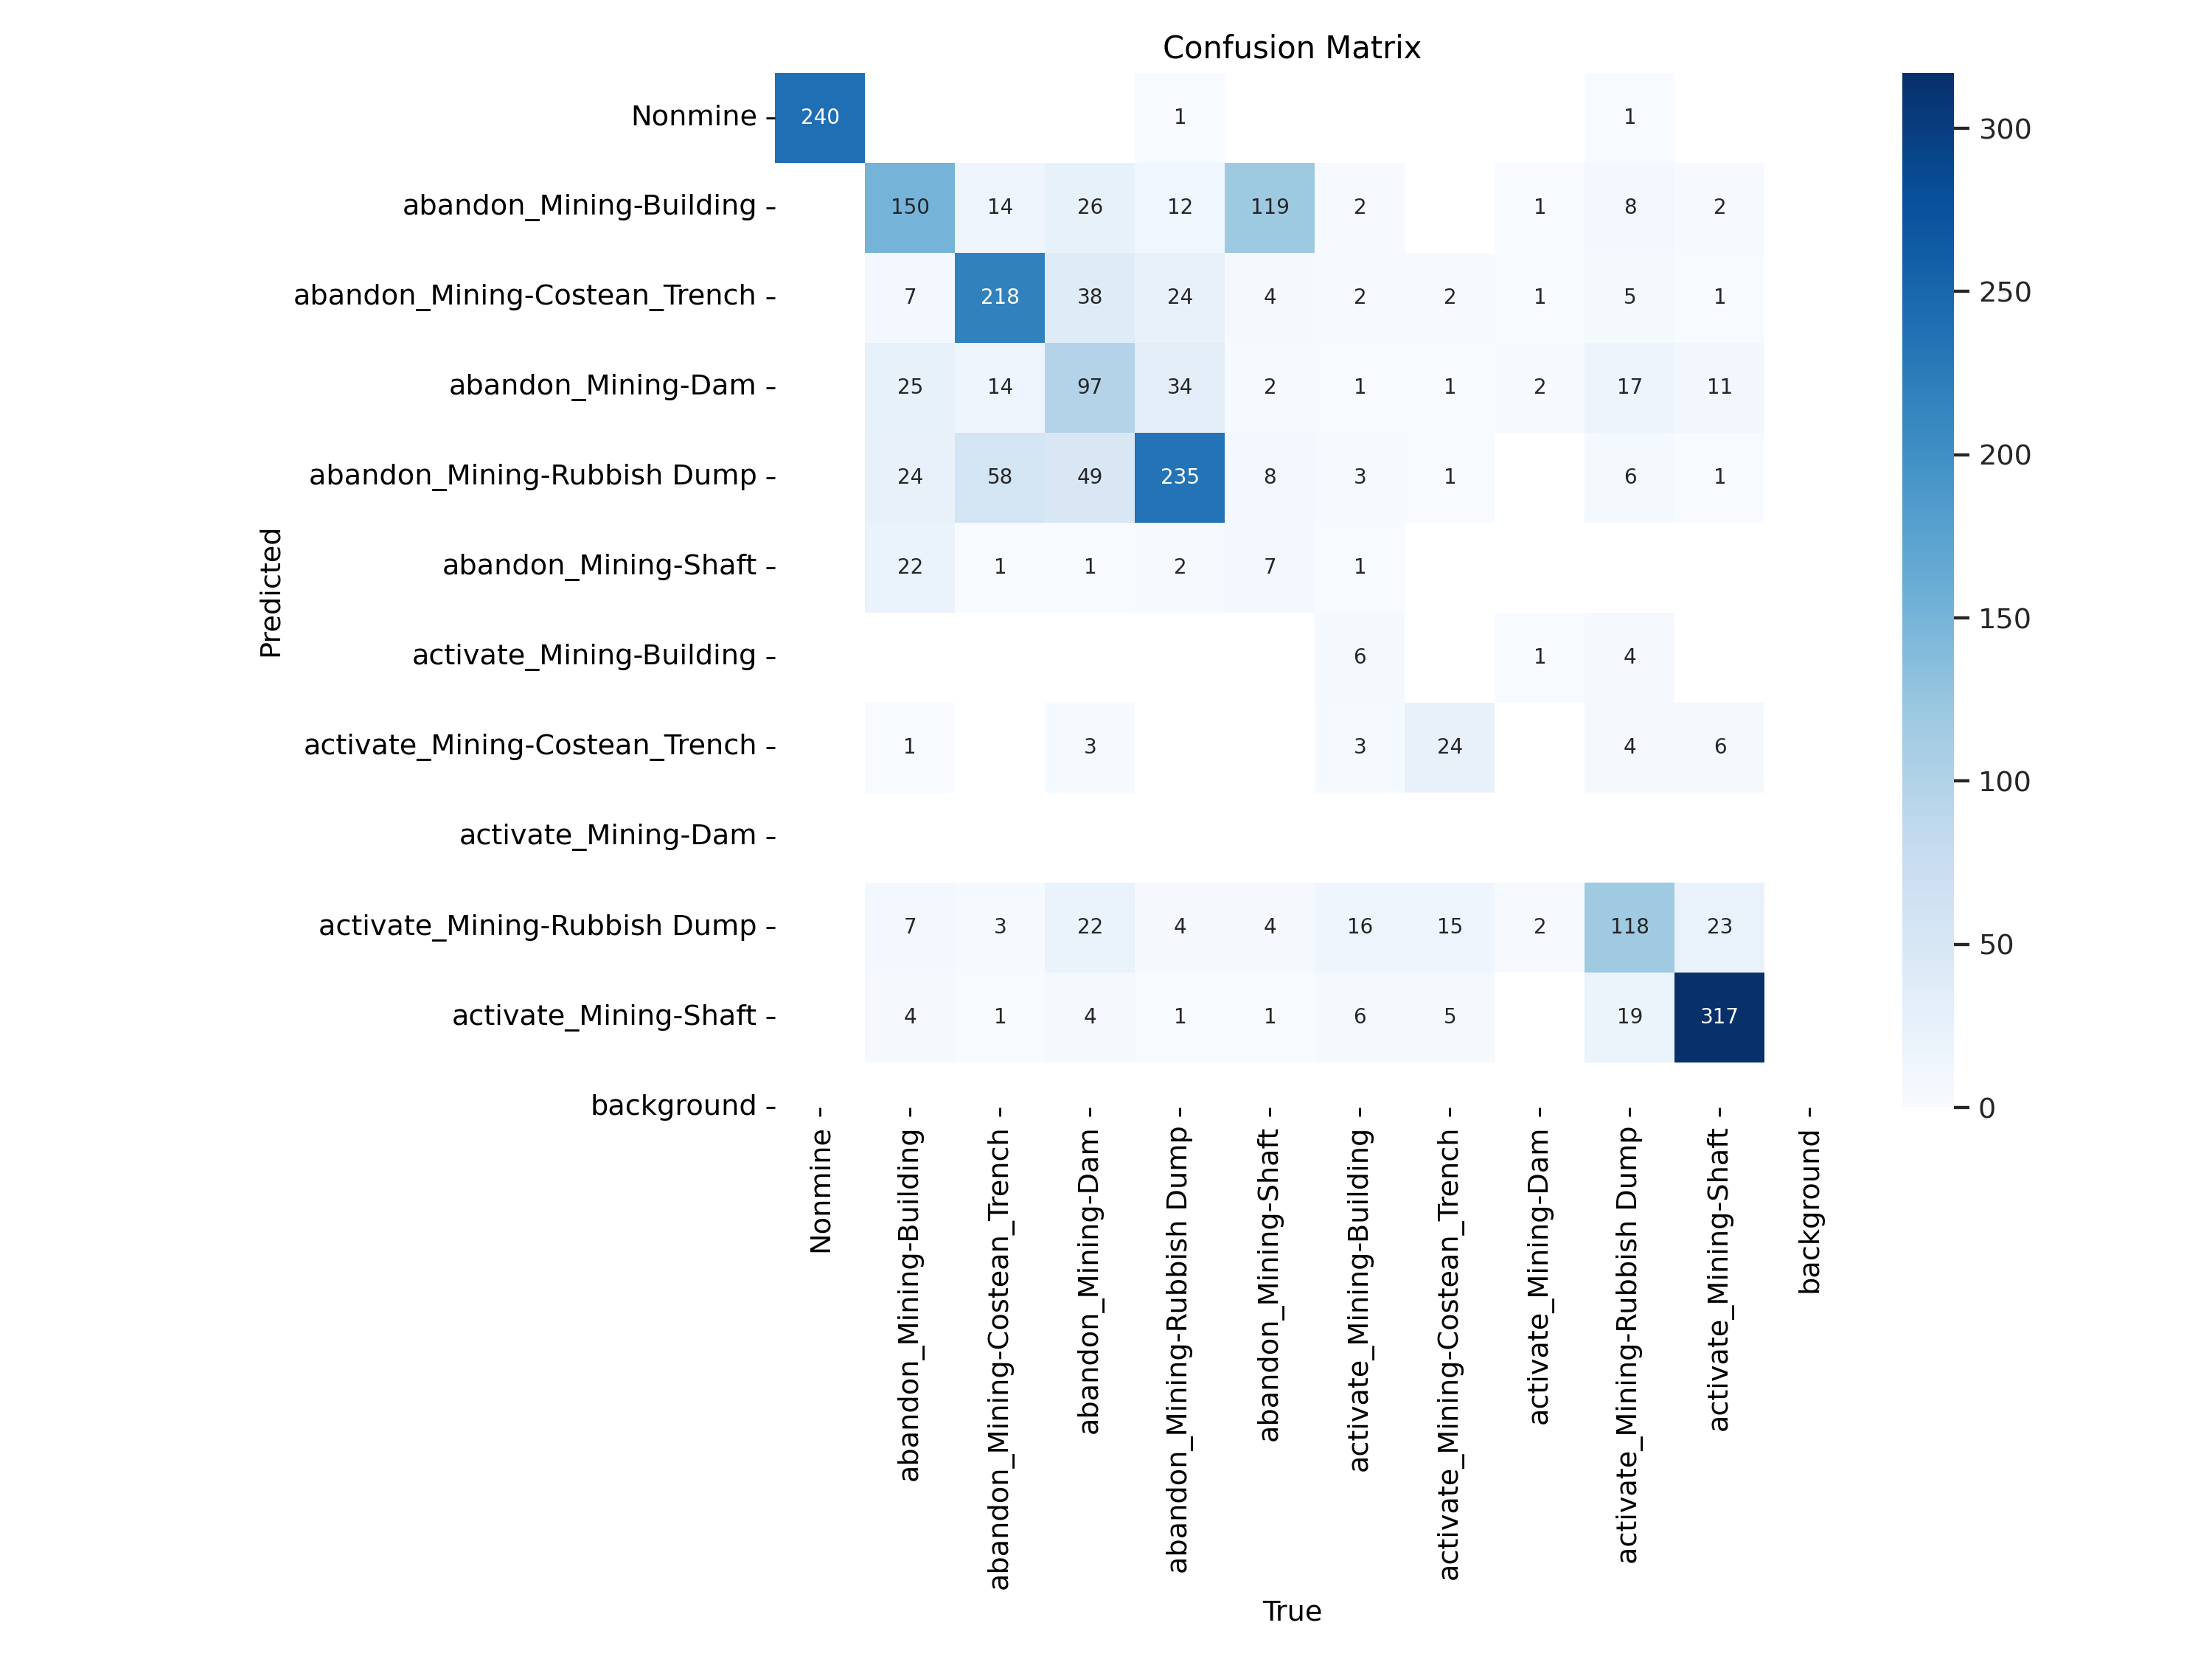 Confusion Matrix
Predicted
Nonmine 240 1 1
abandon_Mining-Building 150 14 26 12 119 2 1 8 2
abandon_Mining-Costean_Trench 7 218 38 24 4 2 2 1 5 1
abandon_Mining-Dam 25 14 97 34 2 1 1 2 17 11
abandon_Mining-Rubbish Dump 24 58 49 235 8 3 1 6 1
abandon_Mining-Shaft 22 1 1 2 7 1
activate_Mining-Building 6 1 4
activate_Mining-Costean_Trench 1 3 3 24 4 6
activate_Mining-Dam
activate_Mining-Rubbish Dump 7 3 22 4 4 16 15 2 118 23
activate_Mining-Shaft 4 1 4 1 1 6 5 19 317
background
Nonmine
abandon_Mining-Building
abandon_Mining-Costean_Trench
abandon_Mining-Dam
abandon_Mining-Rubbish Dump
abandon_Mining-Shaft
activate_Mining-Building
activate_Mining-Costean_Trench
activate_Mining-Dam
activate_Mining-Rubbish Dump
activate_Mining-Shaft
background
True
300
250
200
150
100
50
0